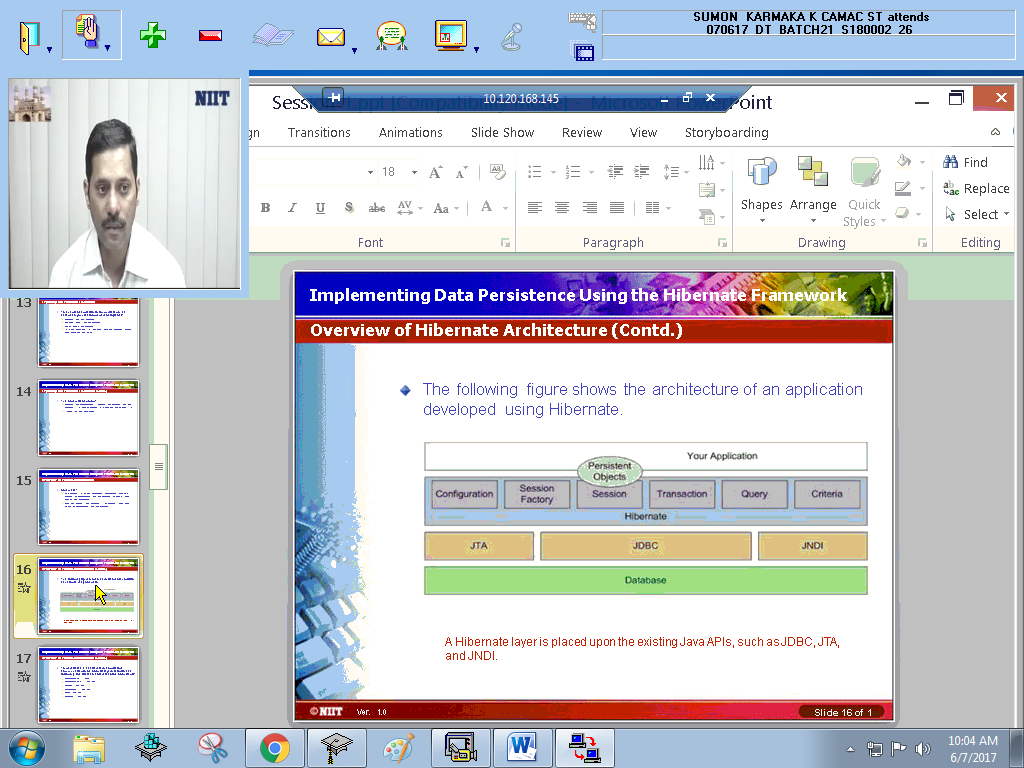 SUMON KARMAKA K CAMAC ST attends
070617 DT BATCH21 S180002 26
NIIT
10.120.168.145
Transitions
Animations
Slide Show
Review
View
Storyboarding
18
B I U S abc AV Aa A
Font
Paragraph
Shapes
Arrange
Quick
Styles
Drawing
Find
Replace
Select
Editing
13
14
15
16
17
Implementing Data Persistence Using the Hibernate Framework
Overview of Hibernate Architecture (Contd.)
The following figure shows the architecture of an application
developed using Hibernate.
Your Application
Persistent
Objects
Configuration
Session
Factory
Session
Transaction
Query
Criteria
Hibernate
JTA
JDBC
JNDI
Database
A Hibernate layer is placed upon the existing Java APIs, such as JDBC, JTA,
and JNDI.
© NIIT
Ver. 1.0
Slide 16 of 1
10:04 AM
6/7/2017